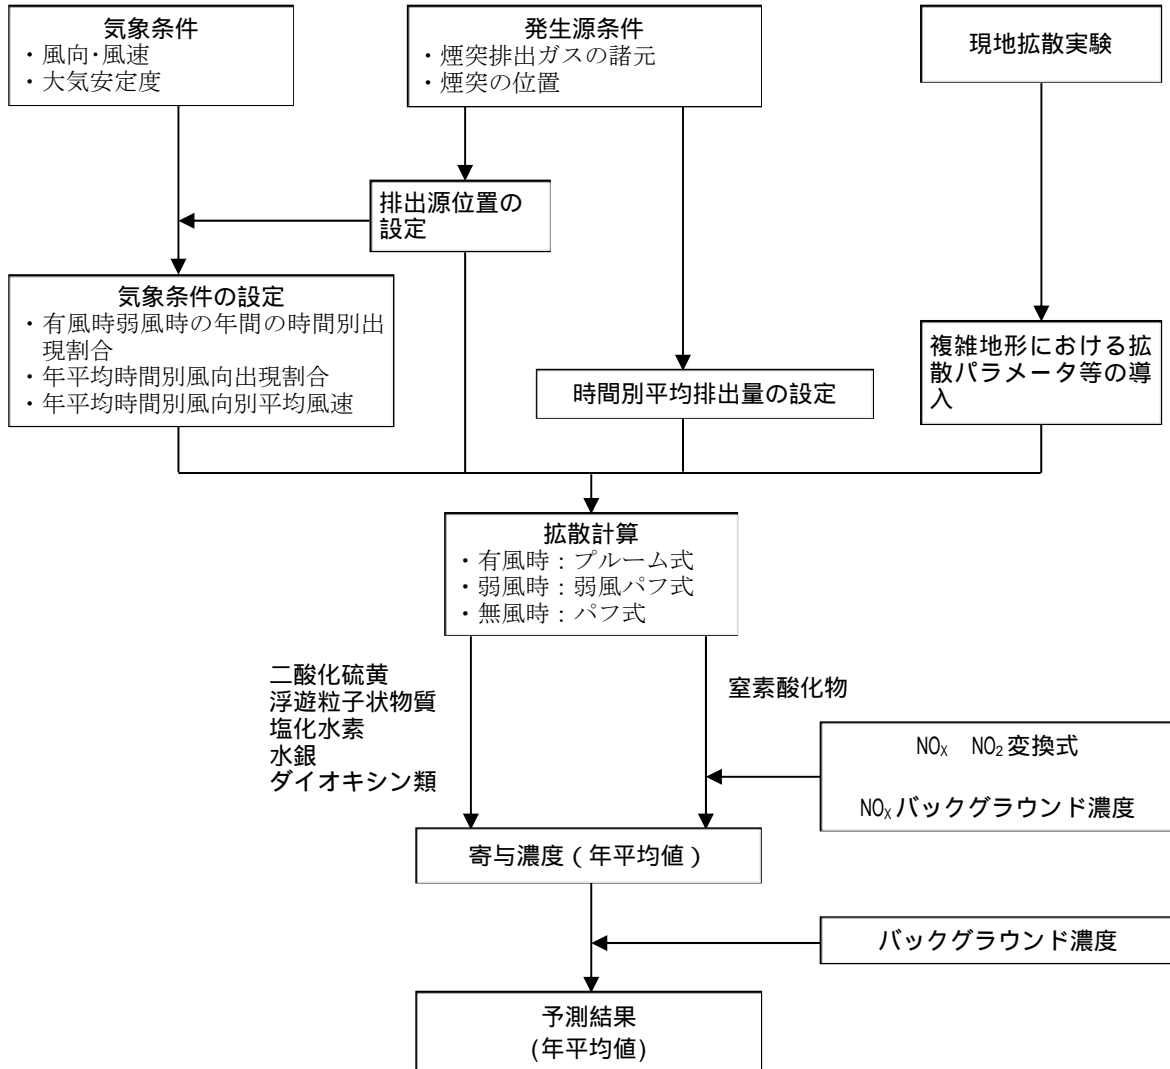 気象条件
・風向・風速
・大気安定度
発生源条件
・煙突排出ガスの諸元
・煙突の位置
現地拡散実験
排出源位置の
設定
気象条件の設定
・有風時弱風時の年間の時間別出
現割合
・年平均時間別風向出現割合
・年平均時間別風向別平均風速
時間別平均排出量の設定
複雑地形における拡
散パラメータ等の導
入
拡散計算
・有風時：プルーム式
・弱風時：弱風パフ式
・無風時：パフ式
二酸化硫黄
浮遊粒子状物質
塩化水素
水銀
ダイオキシン類
窒素酸化物
NOX　NO2変換式
NOXバックグラウンド濃度
寄与濃度（年平均値）
バックグラウンド濃度
予測結果
(年平均値)